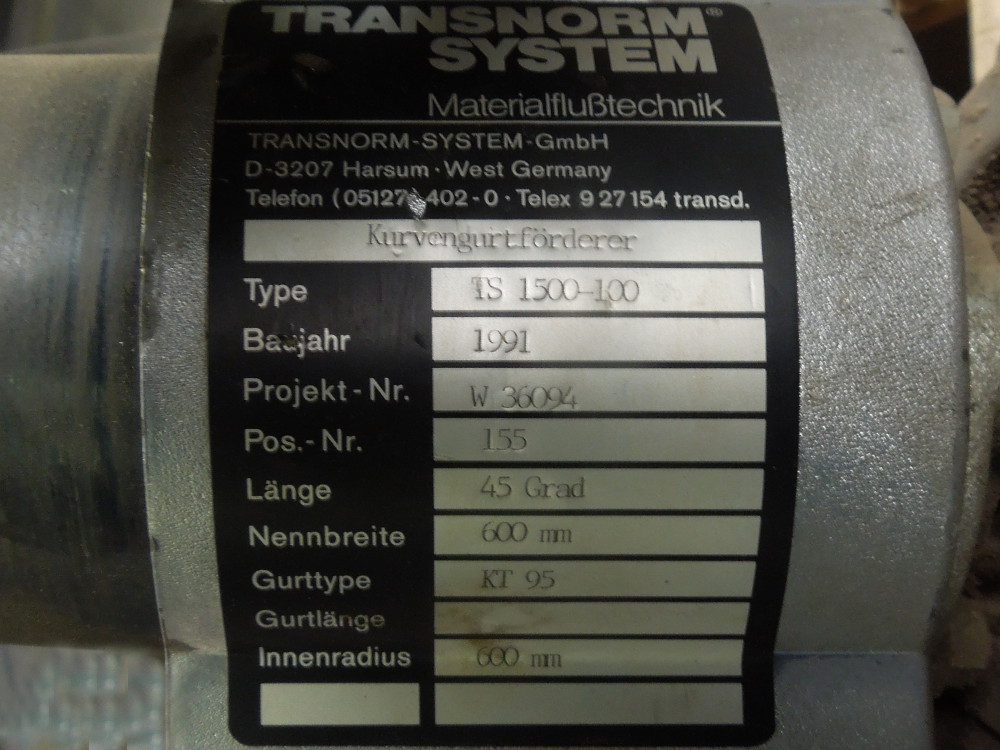 TRANSNORM®
SYSTEM
Materialflußtechnik
TRANSNORM-SYSTEM-GmbH
D-3207 Harsum · West Germany
Telefon (05127) 402-0 · Telex 9 27 154 transd.
Kurvengurtförderer
Type TS 1500-100
Baujahr 1991
Projekt-Nr. W 36094
Pos.-Nr. 155
Länge 45 Grad
Nennbreite 600 mm
Gurttype KT 95
Gurtlänge
Innenradius 600 mm